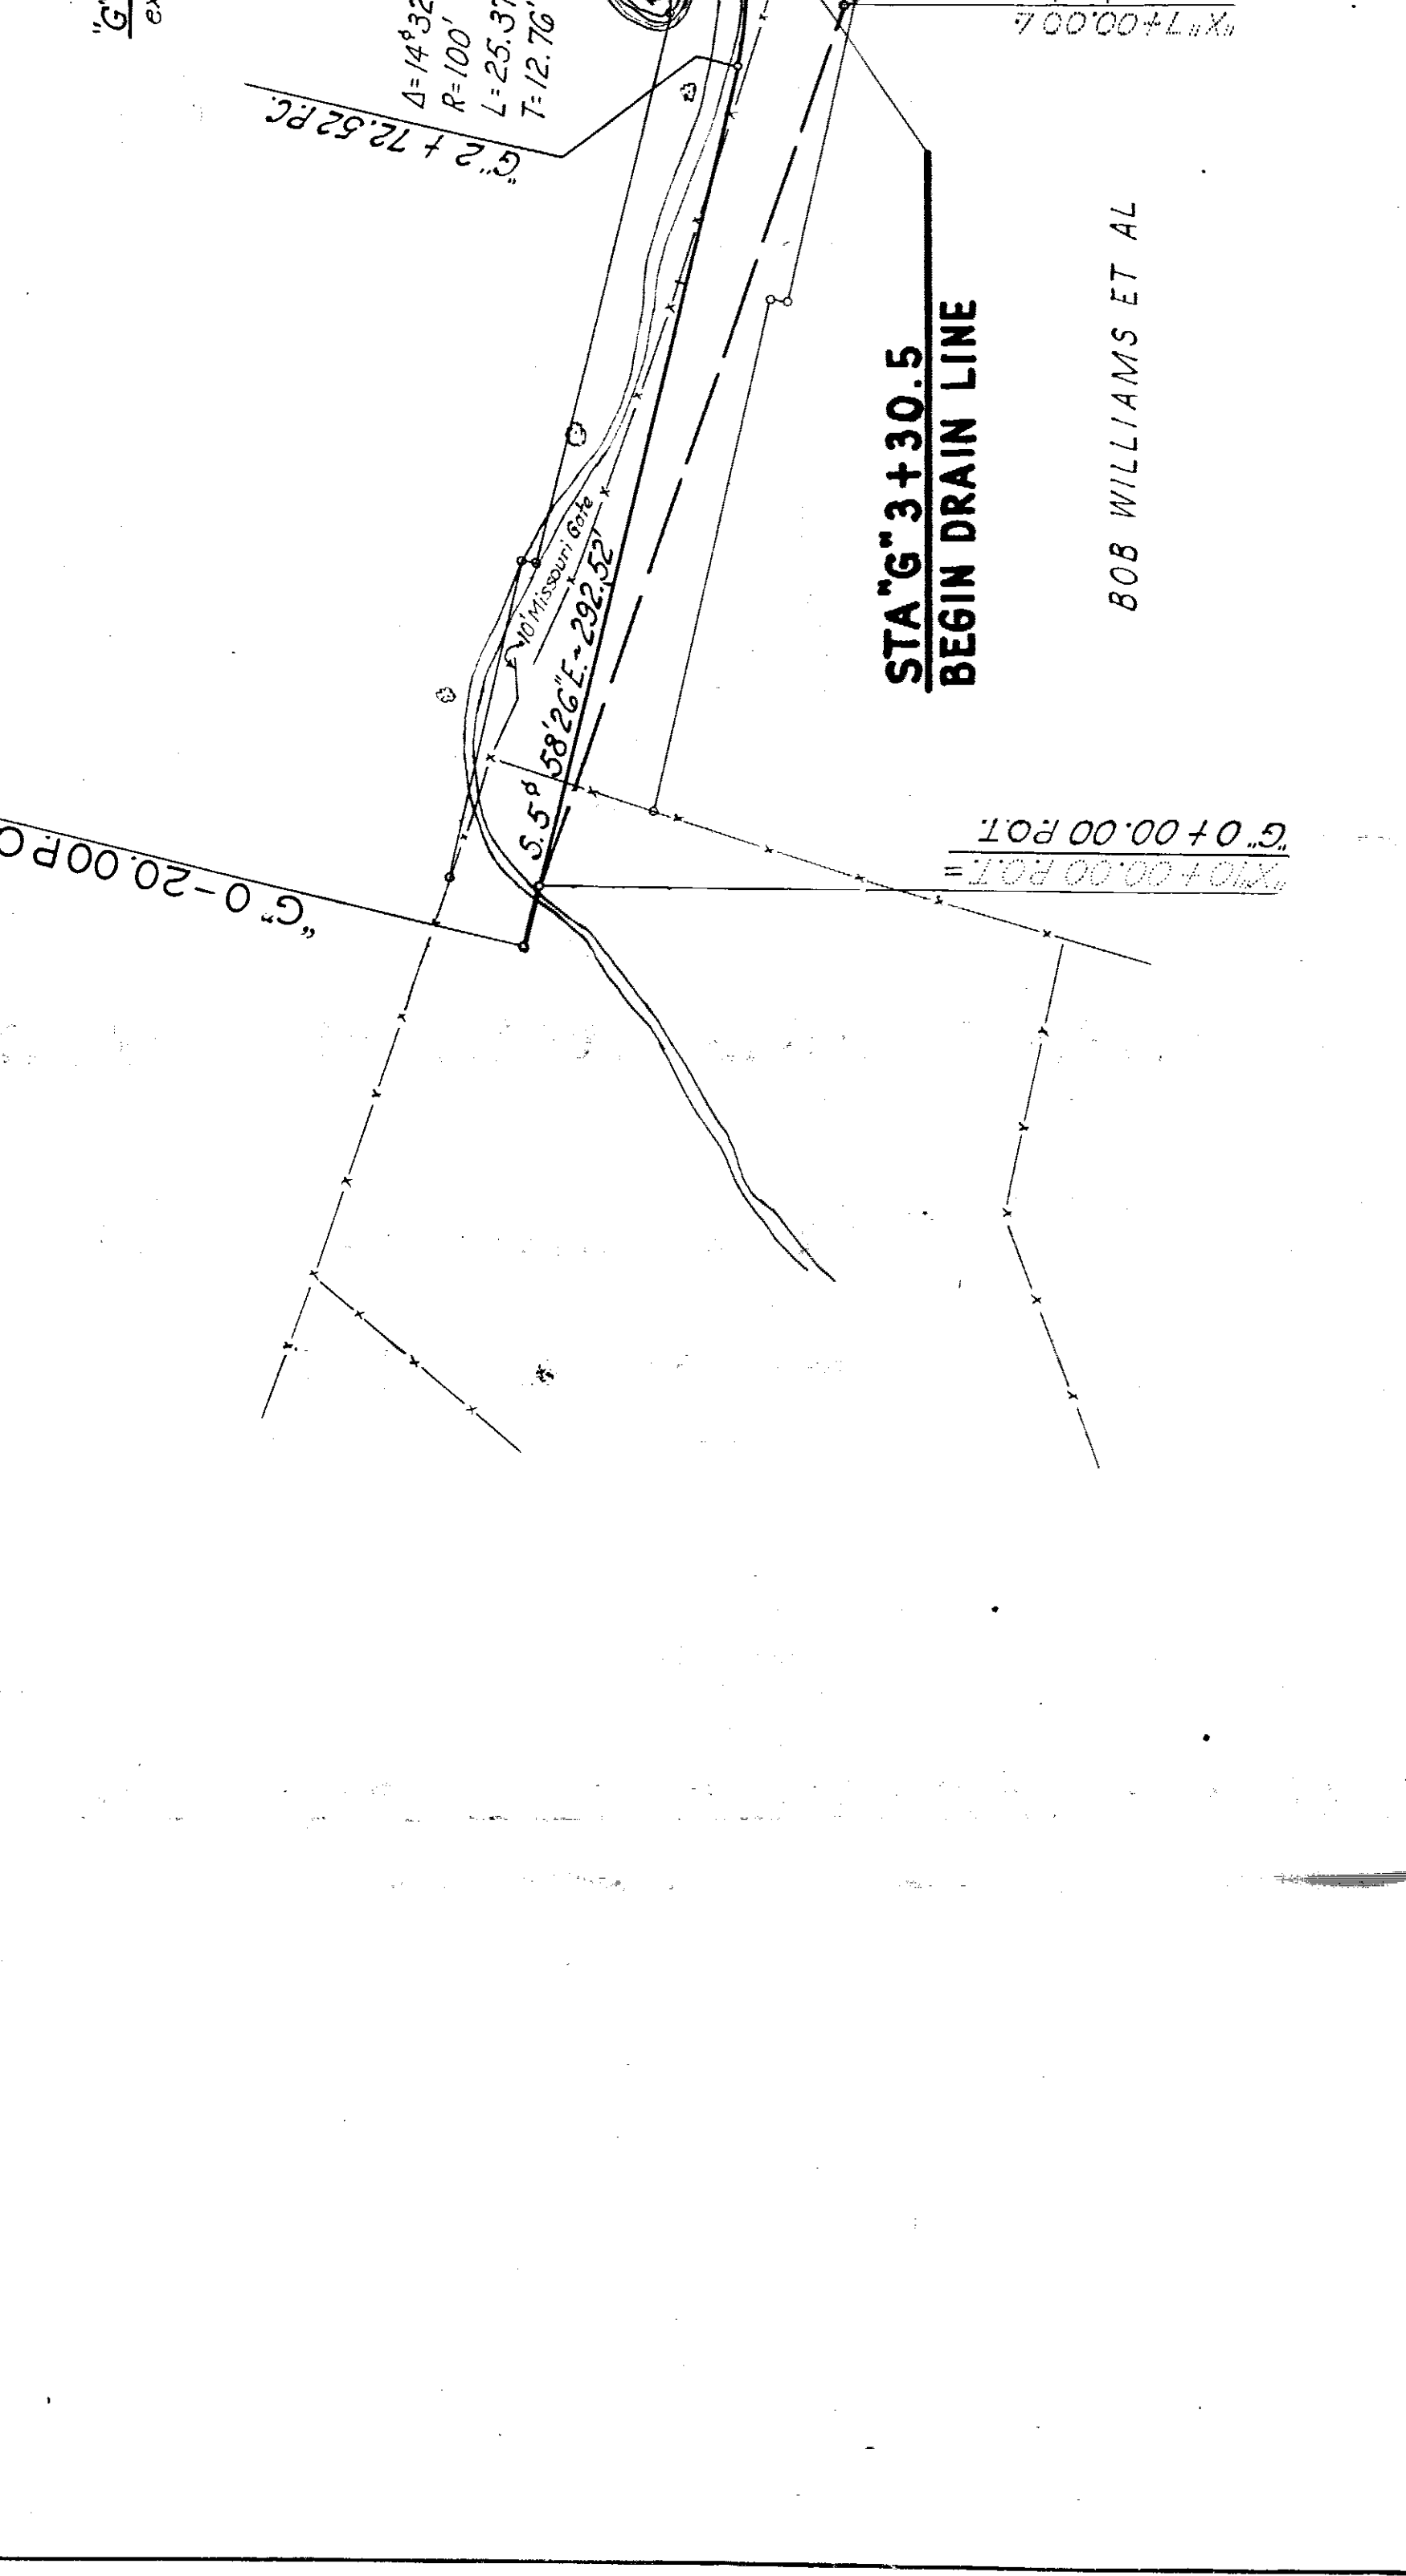 "G"
ex
Δ=14°32
R=100'
L=25.37
T=12.76'
"G" 2 + 72.52 P.C.
"X" 7+00.00
STA "G" 3+30.5
BEGIN DRAIN LINE
BOB WILLIAMS ET AL
10' Missouri Gate
S. 5° 58' 26" E. ~ 292.52'
"G" 0-20.00 P.O
"X" 10+00.00 P.O.T. =
"G" 0+00.00 P.O.T.